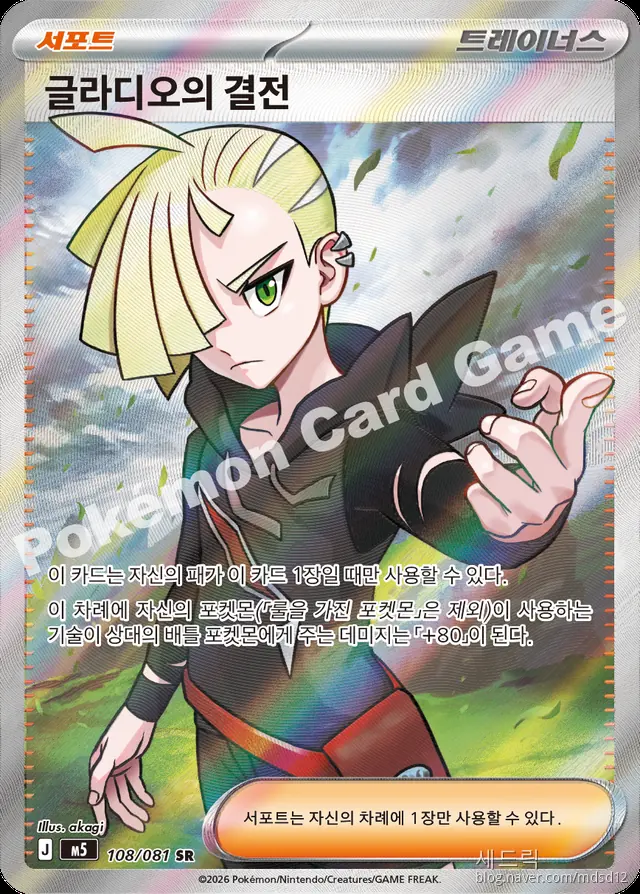 서포트
트레이너스
글라디오의 결전
Pokémon Card Game
이 카드는 자신의 패가 이 카드 1장일 때만 사용할 수 있다.
이 차례에 자신의 포켓몬(「룰을 가진 포켓몬」은 제외)이 사용하는
기술이 상대의 배틀 포켓몬에게 주는 데미지는 「+80」이 된다.
서포트는 자신의 차례에 1장만 사용할 수 있다.
Illus. akagi
J m5 108/081 SR
세드릭
blog.naver.com/mdsd12
©2026 Pokémon/Nintendo/Creatures/GAME FREAK.